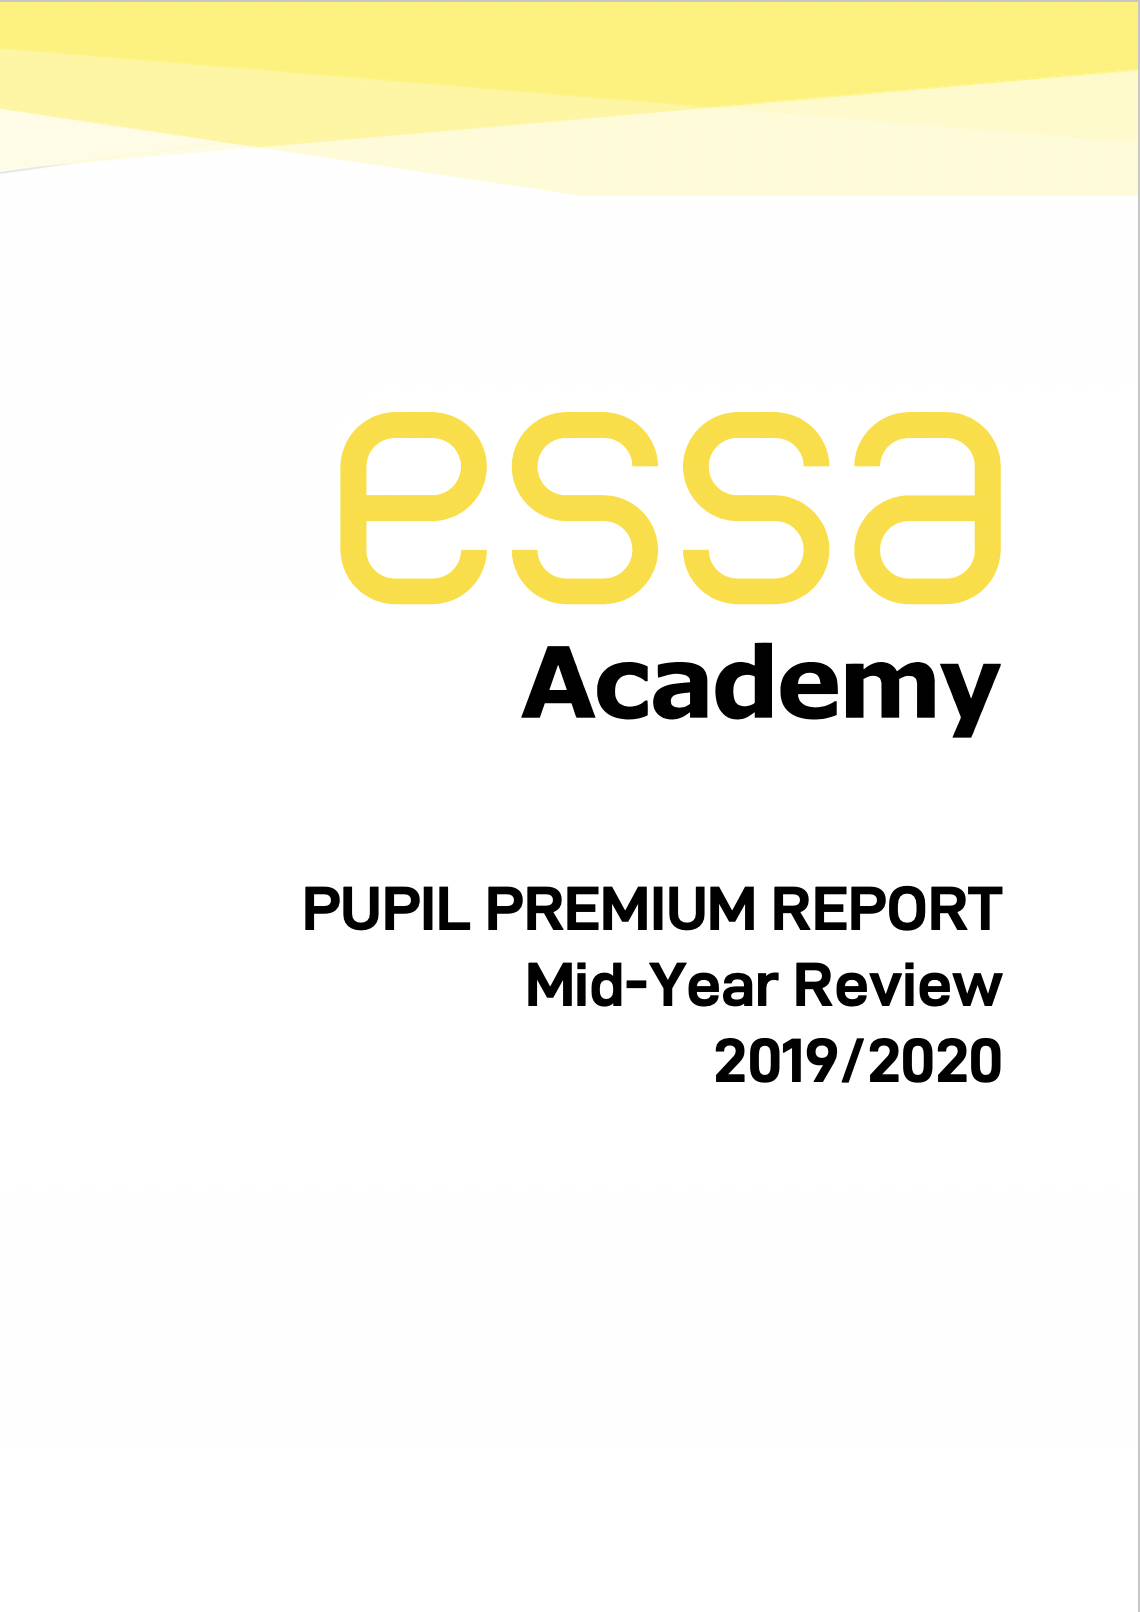 essa
Academy
PUPIL PREMIUM REPORT
Mid-Year Review
2019/2020